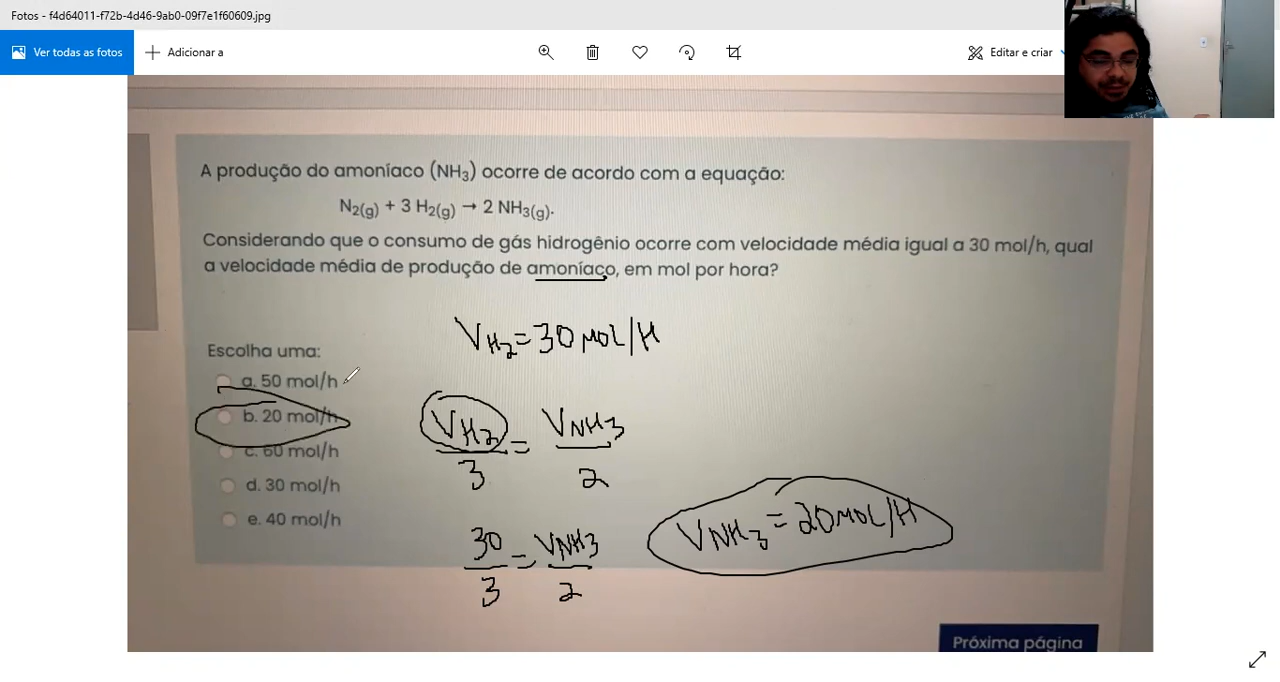 Fotos - f4d64011-f72b-4d46-9ab0-09f7e1f60609.jpg
Ver todas as fotos
Adicionar a
Editar e criar
A produção do amoníaco (NH3) ocorre de acordo com a equação:
N2(g) + 3 H2(g) → 2 NH3(g).
Considerando que o consumo de gás hidrogênio ocorre com velocidade média igual a 30 mol/h, qual
a velocidade média de produção de amoníaco, em mol por hora?
VH2=30 MOL/H
Escolha uma:
a. 50 mol/h
b. 20 mol/h
c. 60 mol/h
d. 30 mol/h
e. 40 mol/h
VH2/3 = VNH3/2
30/3 = VNH3/2
VNH3=20MOL/H
Próxima página